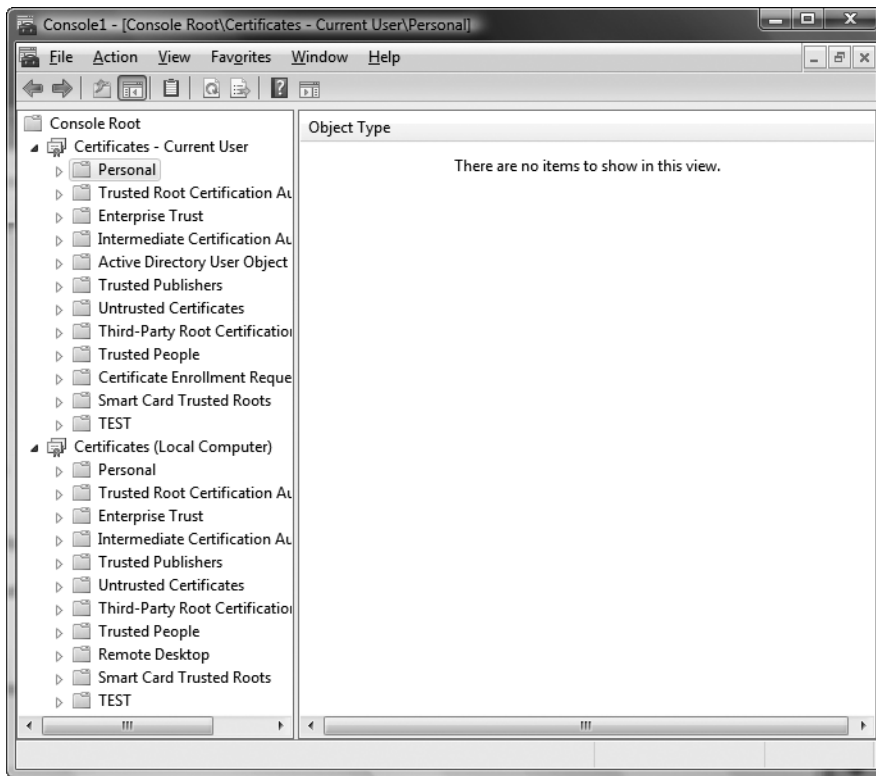 Console1 - [Console Root\Certificates - Current User\Personal]
File Action View Favorites Window Help
Console Root
Certificates - Current User
Personal
Trusted Root Certification Au
Enterprise Trust
Intermediate Certification Au
Active Directory User Object
Trusted Publishers
Untrusted Certificates
Third-Party Root Certification
Trusted People
Certificate Enrollment Reque
Smart Card Trusted Roots
TEST
Certificates (Local Computer)
Personal
Trusted Root Certification Au
Enterprise Trust
Intermediate Certification Au
Trusted Publishers
Untrusted Certificates
Third-Party Root Certification
Trusted People
Remote Desktop
Smart Card Trusted Roots
TEST
Object Type
There are no items to show in this view.